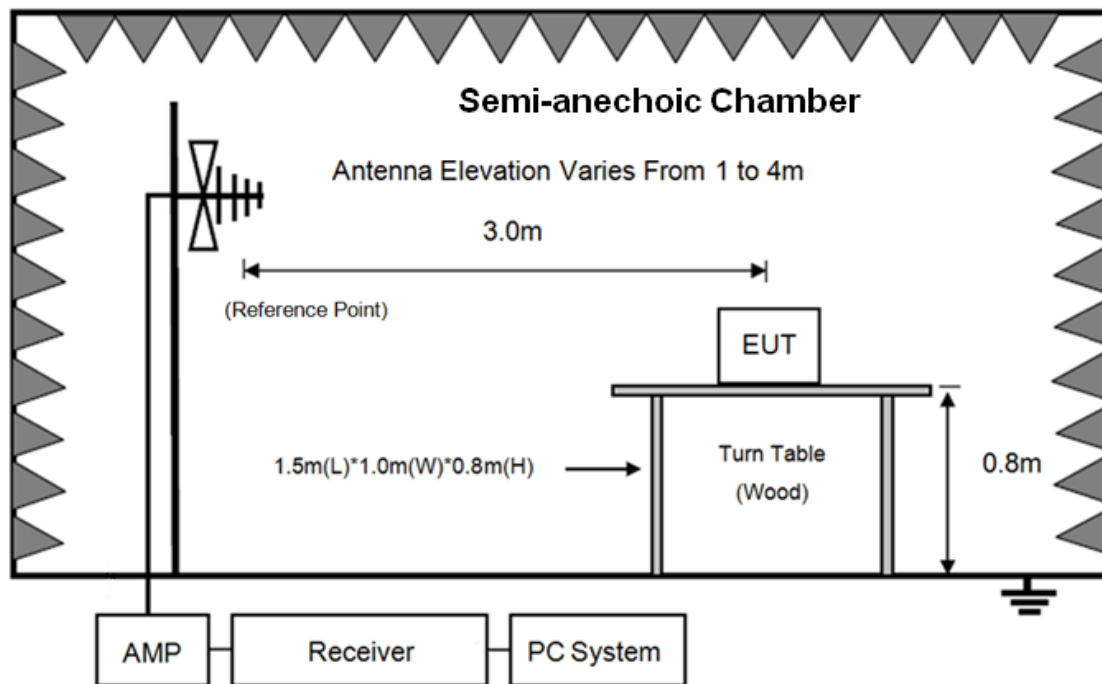 Semi-anechoic Chamber
Antenna Elevation Varies From 1 to 4m
3.0m
(Reference Point)
EUT
1.5m(L)*1.0m(W)*0.8m(H)
Turn Table
(Wood)
0.8m
AMP
Receiver
PC System